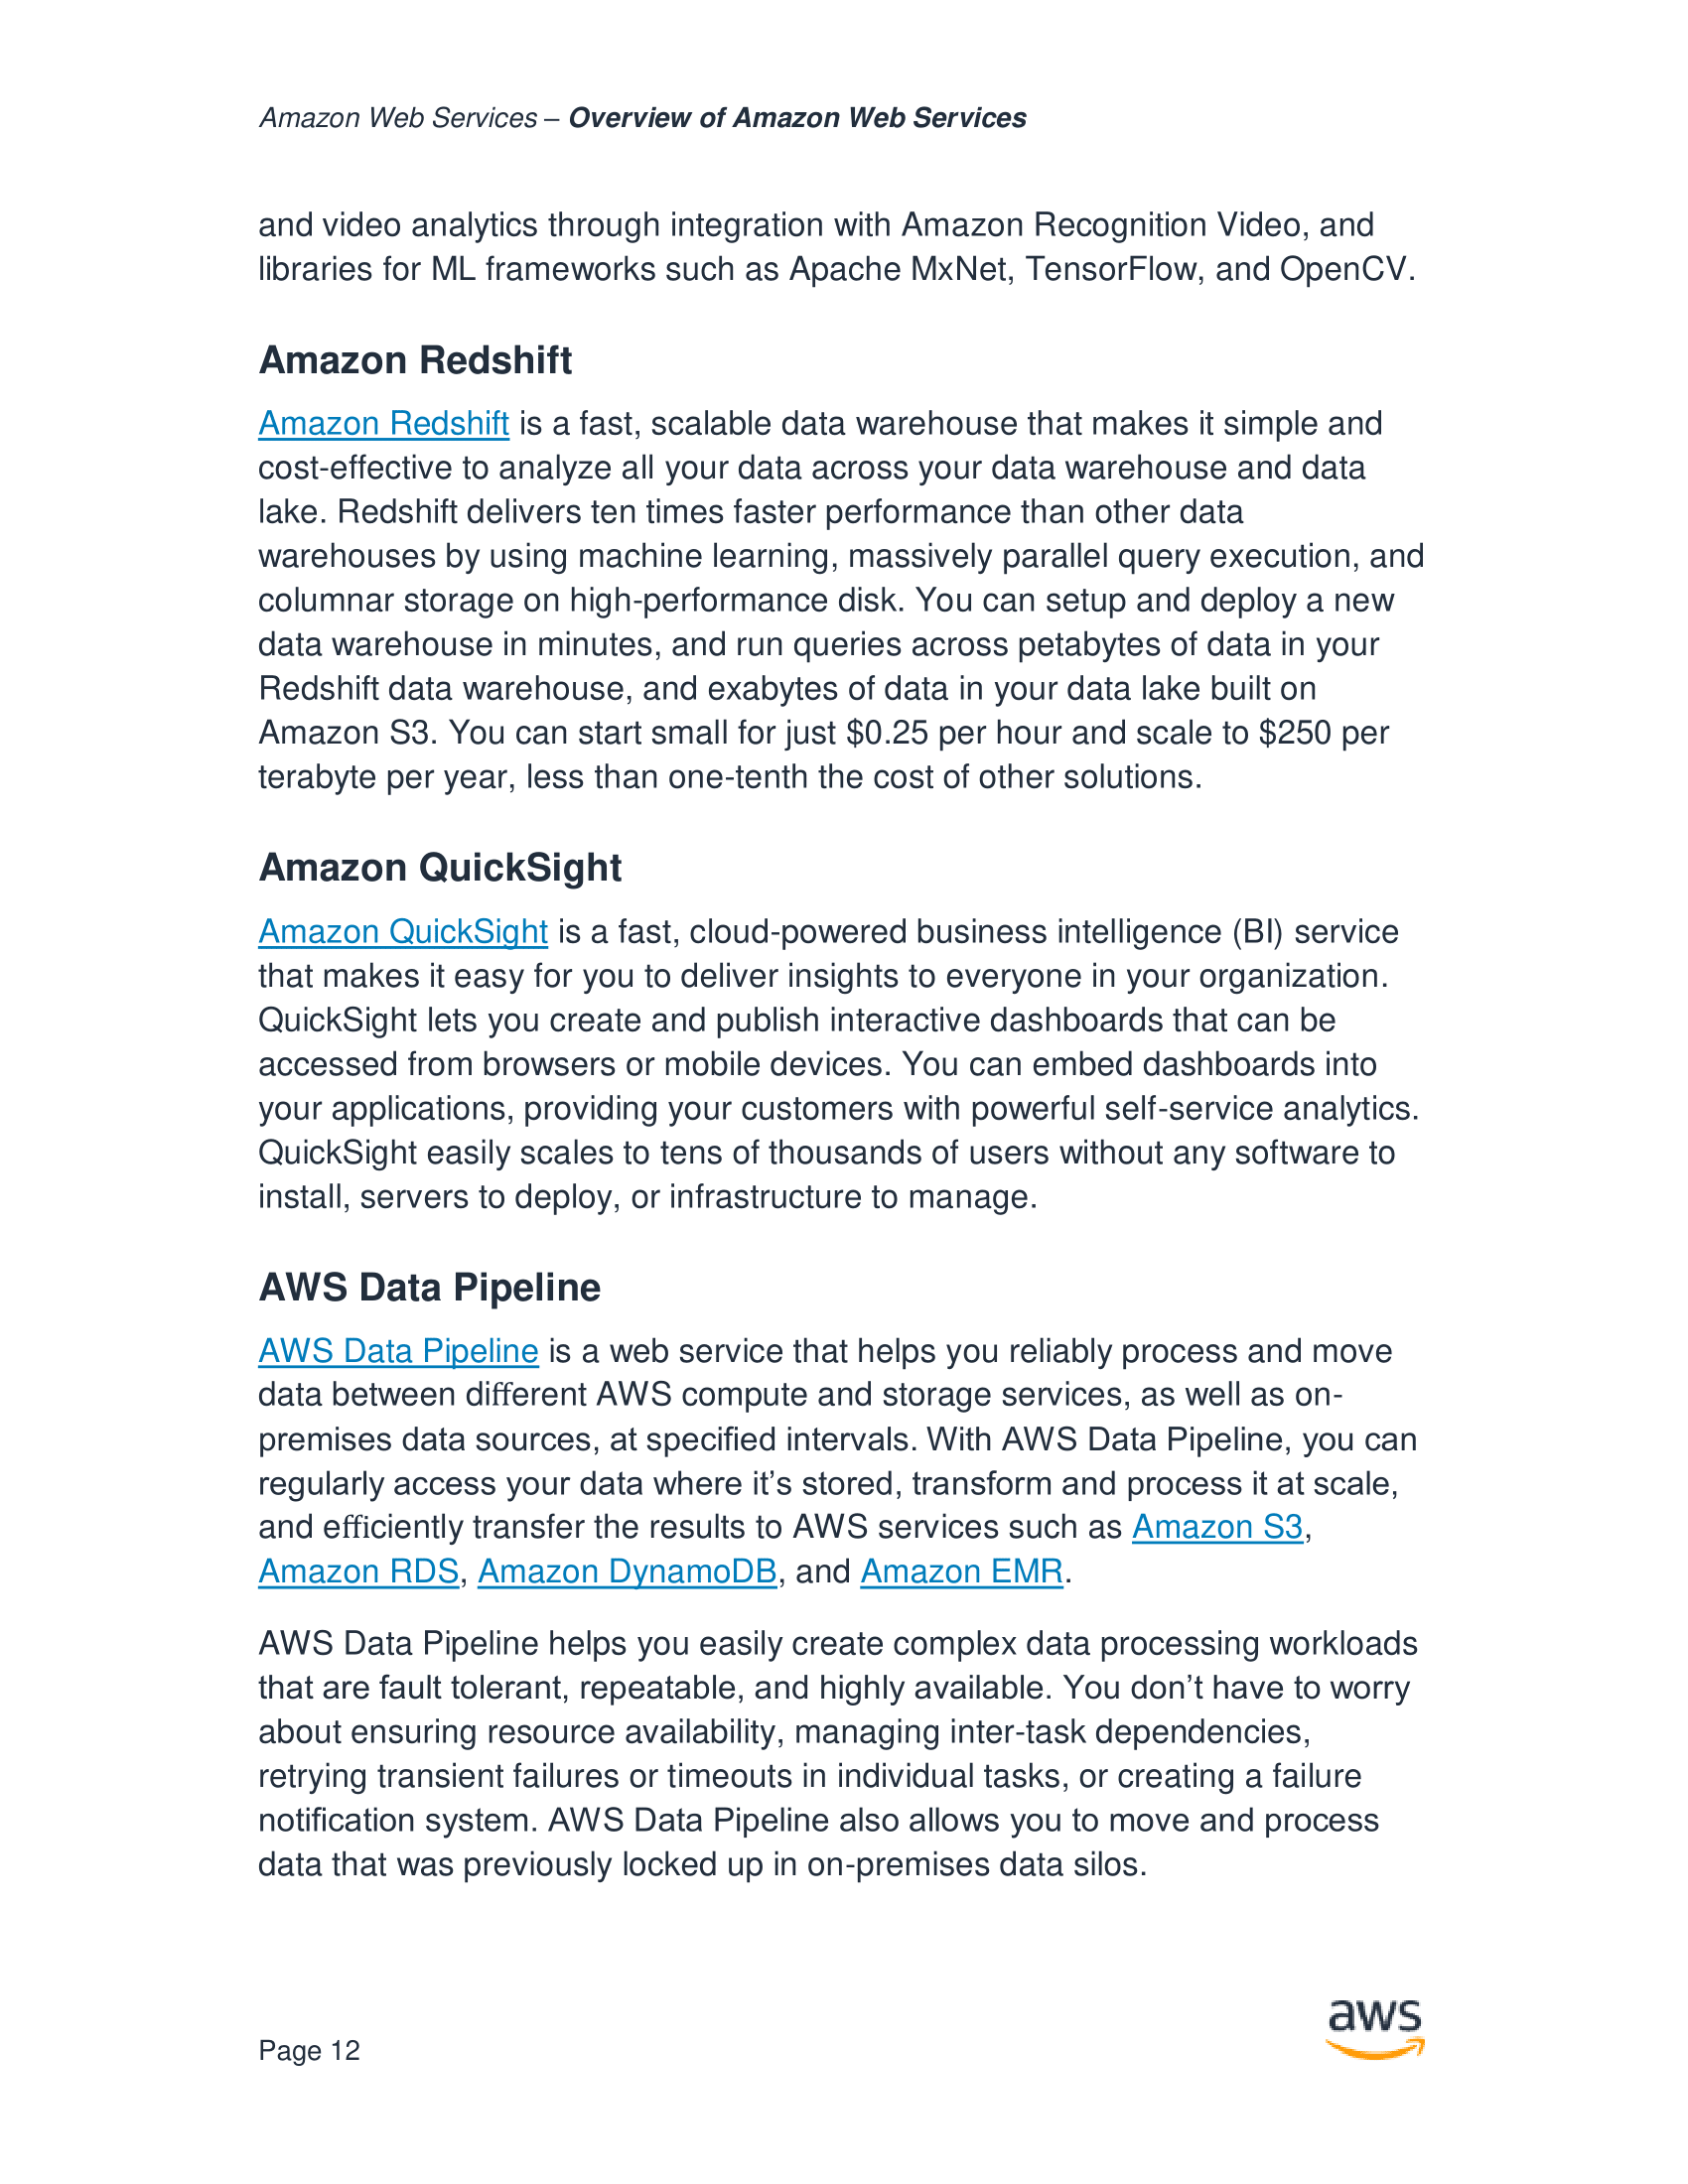 Amazon Web Services – Overview of Amazon Web Services
and video analytics through integration with Amazon Recognition Video, and
libraries for ML frameworks such as Apache MxNet, TensorFlow, and OpenCV.
Amazon Redshift
Amazon Redshift is a fast, scalable data warehouse that makes it simple and
cost-effective to analyze all your data across your data warehouse and data
lake. Redshift delivers ten times faster performance than other data
warehouses by using machine learning, massively parallel query execution, and
columnar storage on high-performance disk. You can setup and deploy a new
data warehouse in minutes, and run queries across petabytes of data in your
Redshift data warehouse, and exabytes of data in your data lake built on
Amazon S3. You can start small for just $0.25 per hour and scale to $250 per
terabyte per year, less than one-tenth the cost of other solutions.
Amazon QuickSight
Amazon QuickSight is a fast, cloud-powered business intelligence (BI) service
that makes it easy for you to deliver insights to everyone in your organization.
QuickSight lets you create and publish interactive dashboards that can be
accessed from browsers or mobile devices. You can embed dashboards into
your applications, providing your customers with powerful self-service analytics.
QuickSight easily scales to tens of thousands of users without any software to
install, servers to deploy, or infrastructure to manage.
AWS Data Pipeline
AWS Data Pipeline is a web service that helps you reliably process and move
data between different AWS compute and storage services, as well as on-
premises data sources, at specified intervals. With AWS Data Pipeline, you can
regularly access your data where it’s stored, transform and process it at scale,
and efficiently transfer the results to AWS services such as Amazon S3,
Amazon RDS, Amazon DynamoDB, and Amazon EMR.
AWS Data Pipeline helps you easily create complex data processing workloads
that are fault tolerant, repeatable, and highly available. You don’t have to worry
about ensuring resource availability, managing inter-task dependencies,
retrying transient failures or timeouts in individual tasks, or creating a failure
notification system. AWS Data Pipeline also allows you to move and process
data that was previously locked up in on-premises data silos.
aws
Page 12